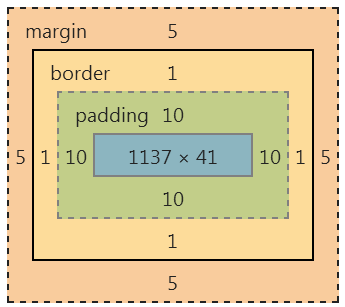 margin 5
border 1
padding 10
5 1 10 1137 × 41 10 1 5
10
1
5